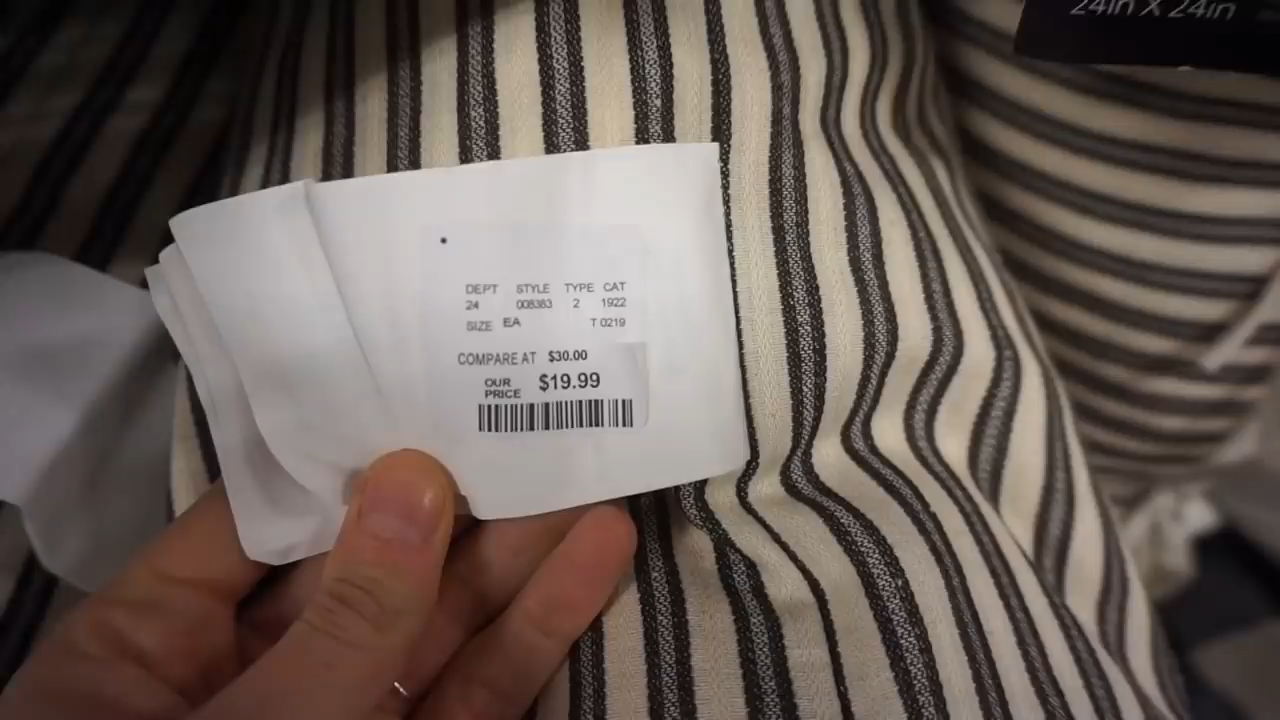 24in X 24in
DEPT STYLE TYPE CAT
24 008383 2 1922
SIZE EA T 0219
COMPARE AT $30.00
OUR PRICE $19.99